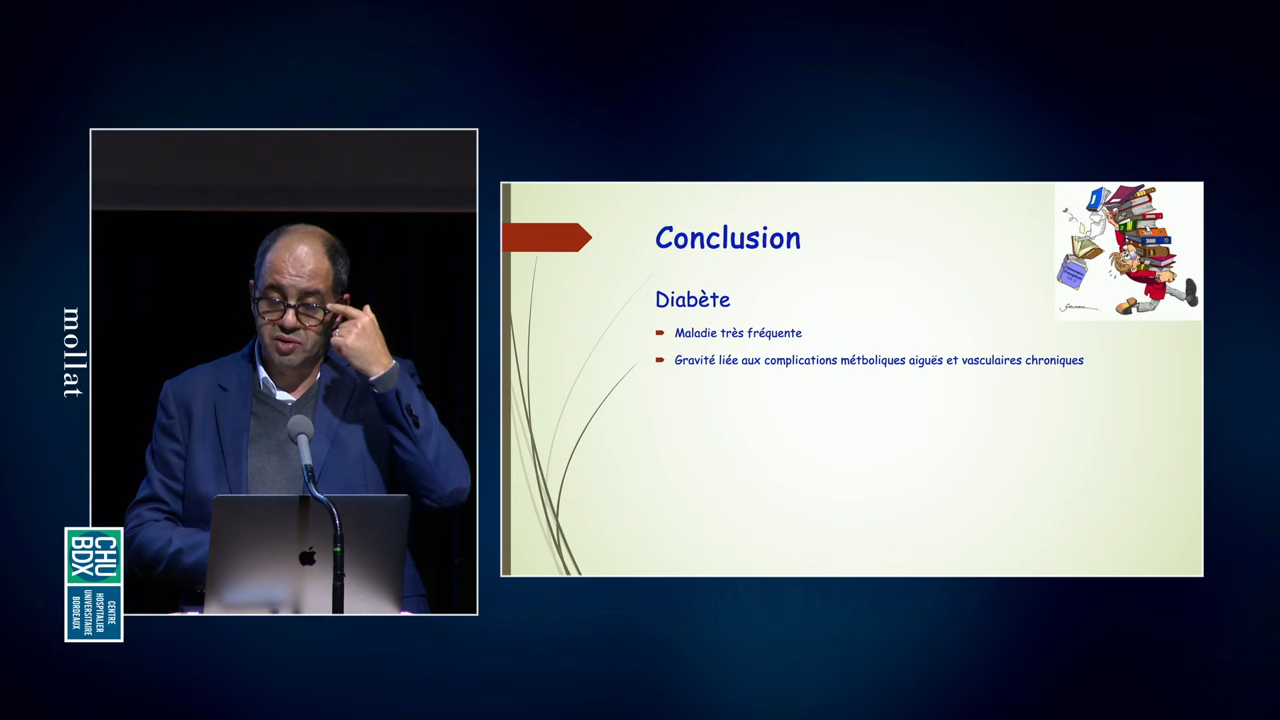 mollat
CHU
BDX
CENTRE
HOSPITALIER
UNIVERSITAIRE
BORDEAUX
Conclusion
Diabète
Maladie très fréquente
Gravité liée aux complications métboliques aiguës et vasculaires chroniques